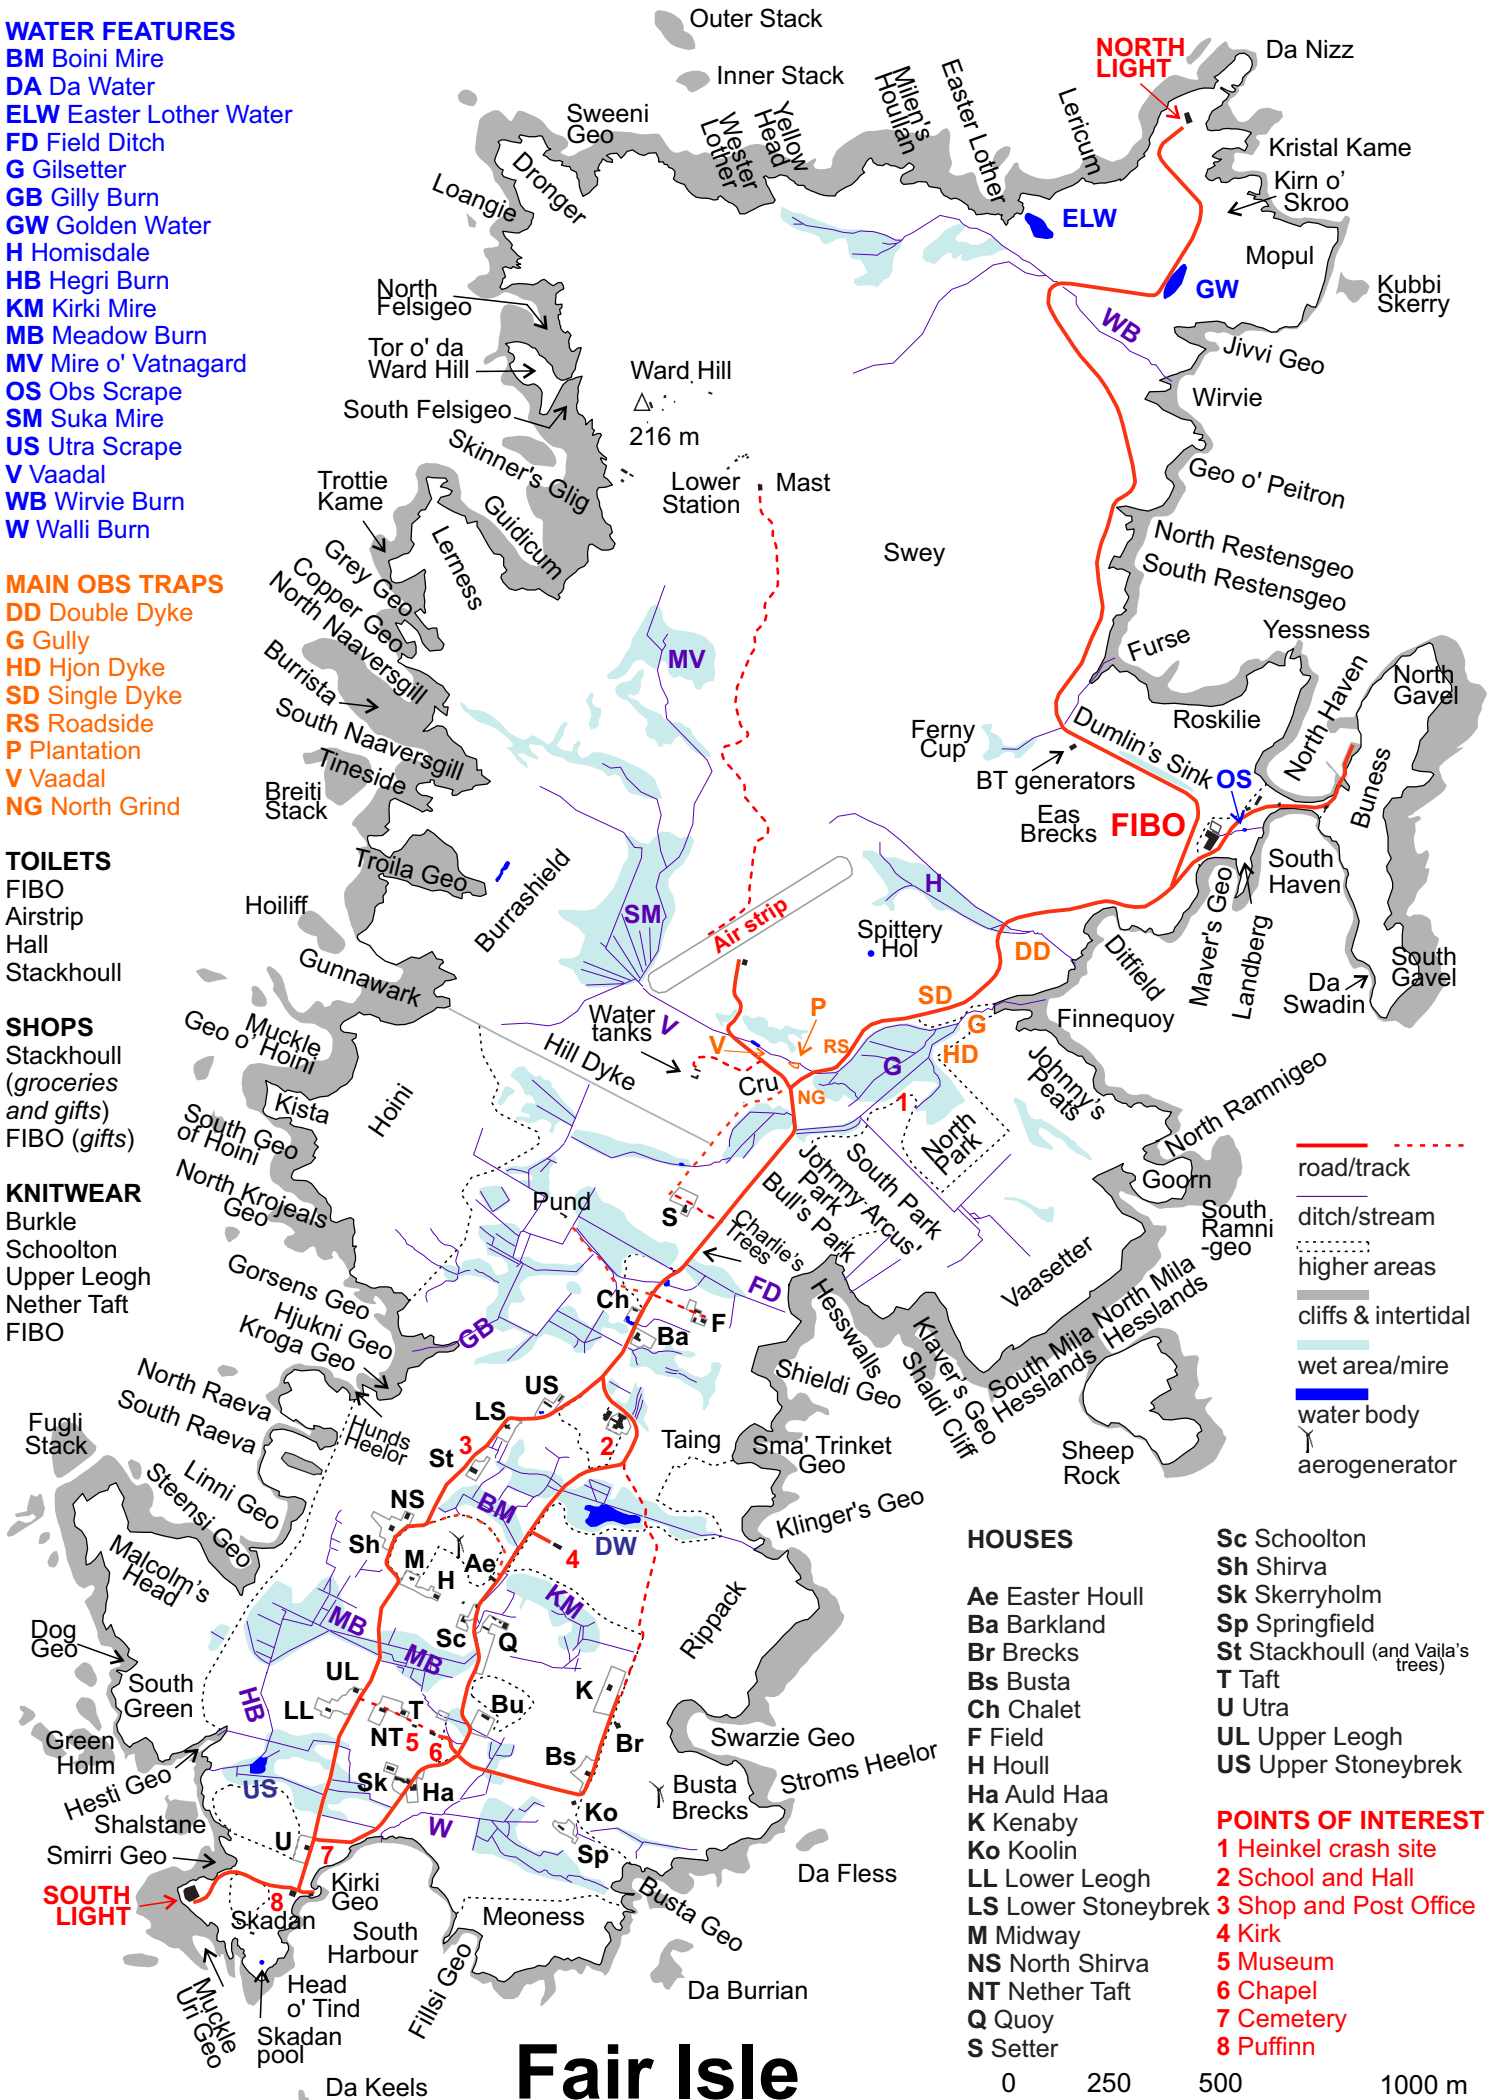 WATER FEATURES
BM Boini Mire
DA Da Water
ELW Easter Lother Water
FD Field Ditch
G Gilsetter
GB Gilly Burn
GW Golden Water
H Homisdale
HB Hegri Burn
KM Kirki Mire
MB Meadow Burn
MV Mire o' Vatnagard
OS Obs Scrape
SM Suka Mire
US Utra Scrape
V Vaadal
WB Wirvie Burn
W Walli Burn
MAIN OBS TRAPS
DD Double Dyke
G Gully
HD Hjon Dyke
SD Single Dyke
RS Roadside
P Plantation
V Vaadal
NG North Grind
TOILETS
FIBO
Airstrip
Hall
Stackhoull
SHOPS
Stackhoull
(groceries
and gifts)
FIBO (gifts)
KNITWEAR
Burkle
Schoolton
Upper Leogh
Nether Taft
FIBO
Outer Stack
Inner Stack
Sweeni
Geo
Dronger
Loangie
Wester
Lother
Yellow
Head
Milen's
Houllan
Easter Lother
Lericum
NORTH
LIGHT
Da Nizz
Kristal Kame
Kirn o'
Skroo
Mopul
Kubbi
Skerry
ELW
GW
WB
Jivvi Geo
Wirvie
Geo o' Peitron
North Restensgeo
South Restensgeo
Furse
Yessness
Roskilie
North Haven
North
Gavel
Buness
North
Felsigeo
Tor o' da
Ward Hill
South Felsigeo
Skinner's Glig
Guidicum
Ward Hill
216 m
Lower
Station
Mast
Swey
Trottie
Kame
Lerness
Grey Geo
Copper Geo
North Naaversgill
Burrista
South Naaversgill
Tineside
Breiti
Stack
Troila Geo
Hoiliff
Burrashield
Gunnawark
MV
SM
Ferny
Cup
BT generators
Dumlin's Sink
Eas
Brecks
FIBO
OS
South
Haven
Maver's Geo
Landberg
Da
Swadin
South
Gavel
Ditfield
Finnequoy
Air strip
H
Spittery
Hol
DD
SD
G
HD
P
RS
V
V
NG
G
1
Cru
Water
tanks
Hill Dyke
Muckle
Geo o' Hoini
Kista
Hoini
South Geo
of Hoini
North Krojeals
Geo
Gorsens Geo
Hjukni Geo
Kroga Geo
Johnny's
Peats
North Ramnigeo
Goorn
South
Ramni
-geo
North
Park
South Park
Johnny Arcus'
Park
Bull's Park
Charlie's
Trees
Pund
S
FD
Ch
F
Ba
GB
Vaasetter
Hesswalls
Klaver's Geo
Shaldi Cliff
South Mila
Hesslands
North Mila
Hesslands
Sheep
Rock
Shieldi Geo
Sma' Trinket
Geo
Klinger's Geo
Taing
road/track
ditch/stream
higher areas
cliffs & intertidal
wet area/mire
water body
aerogenerator
North Raeva
South Raeva
Hunds
Heelor
Fugli
Stack
Linni Geo
Steensi Geo
Malcolm's
Head
Dog
Geo
South
Green
Green
Holm
Hesti Geo
Shalstane
Smirri Geo
SOUTH
LIGHT
US
LS
3
St
2
NS
BM
Sh
M
H
Ae
DW
4
KM
MB
Sc
Q
MB
UL
LL
T
NT
5
6
Bu
K
Br
Bs
HB
US
Sk
Ha
W
Ko
Sp
U
7
8
Rippack
Swarzie Geo
Stroms Heelor
Busta
Brecks
Da Fless
Busta Geo
Kirki
Geo
Skadan
South
Harbour
Meoness
Fillsi Geo
Da Burrian
Muckle
Uri Geo
Head
o' Tind
Skadan
pool
Da Keels
Fair Isle
HOUSES
Ae Easter Houll
Ba Barkland
Br Brecks
Bs Busta
Ch Chalet
F Field
H Houll
Ha Auld Haa
K Kenaby
Ko Koolin
LL Lower Leogh
LS Lower Stoneybrek
M Midway
NS North Shirva
NT Nether Taft
Q Quoy
S Setter
Sc Schoolton
Sh Shirva
Sk Skerryholm
Sp Springfield
St Stackhoull (and Vaila's
trees)
T Taft
U Utra
UL Upper Leogh
US Upper Stoneybrek
POINTS OF INTEREST
1 Heinkel crash site
2 School and Hall
3 Shop and Post Office
4 Kirk
5 Museum
6 Chapel
7 Cemetery
8 Puffinn
0 250 500 1000 m